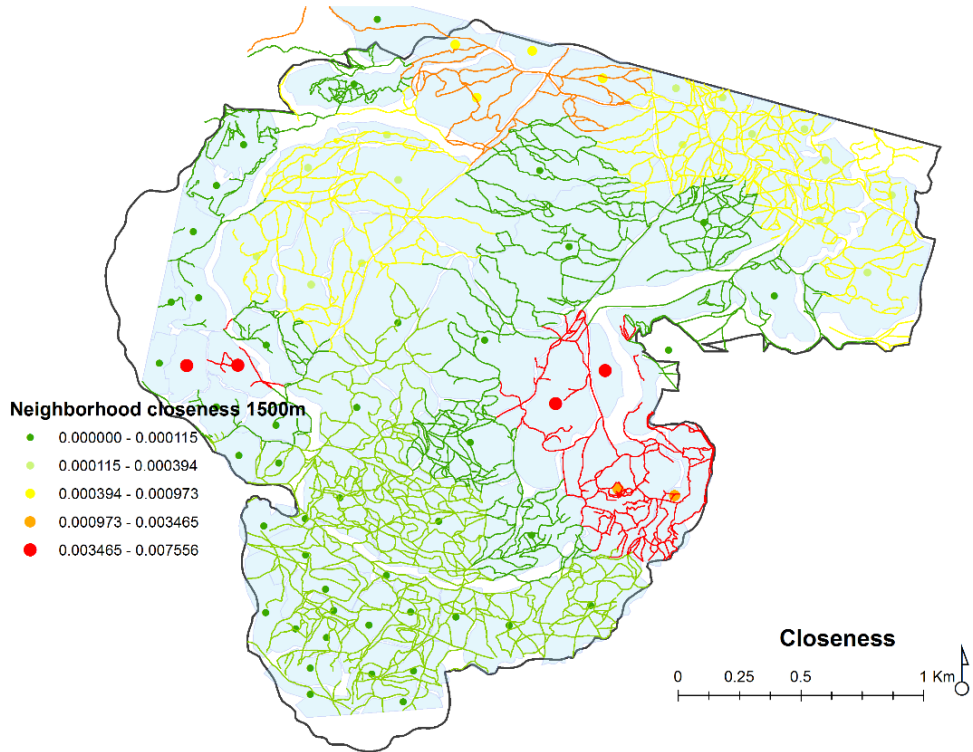 Neighborhood closeness 1500m
0.000000 - 0.000115
0.000115 - 0.000394
0.000394 - 0.000973
0.000973 - 0.003465
0.003465 - 0.007556
Closeness
0 0.25 0.5 1 Km